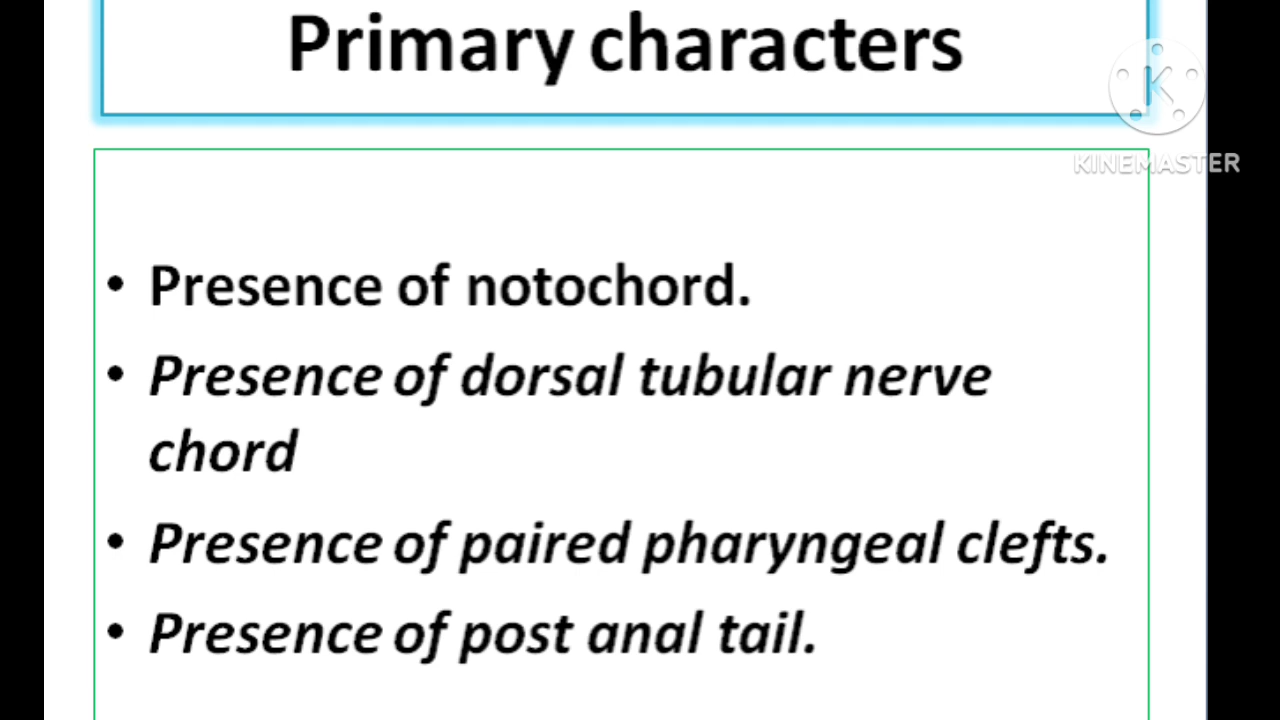 Primary characters
KINEMASTER
• Presence of notochord.
• Presence of dorsal tubular nerve
chord
• Presence of paired pharyngeal clefts.
• Presence of post anal tail.